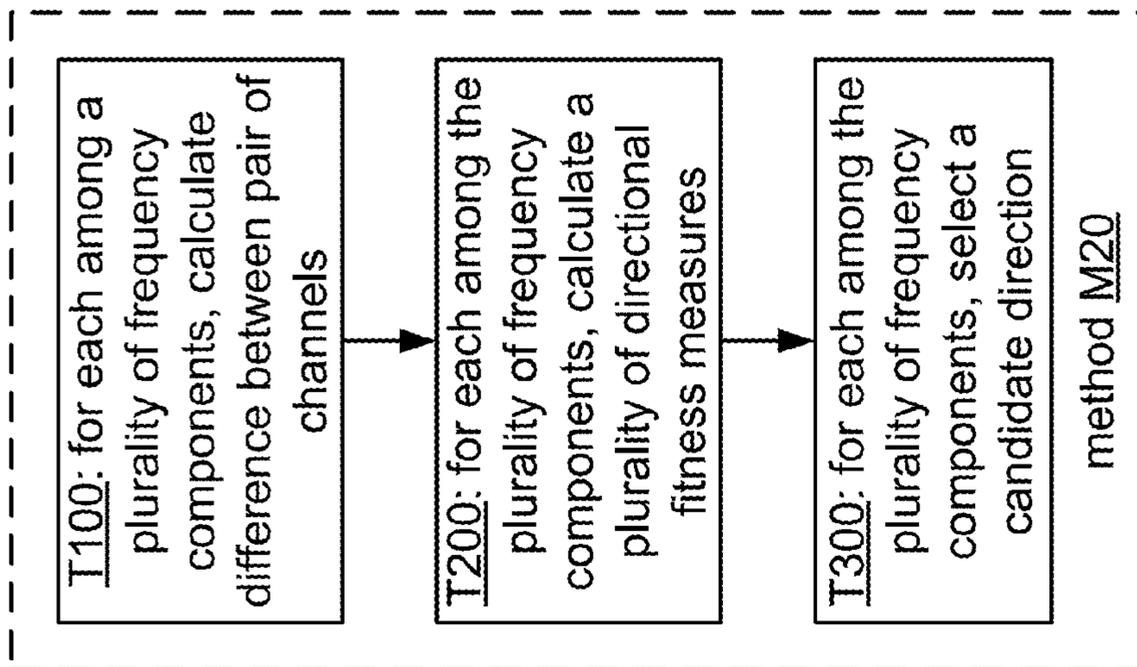 T100: for each among a
plurality of frequency
components, calculate
difference between pair of
channels
T200: for each among the
plurality of frequency
components, calculate a
plurality of directional
fitness measures
T300: for each among the
plurality of frequency
components, select a
candidate direction
method M20